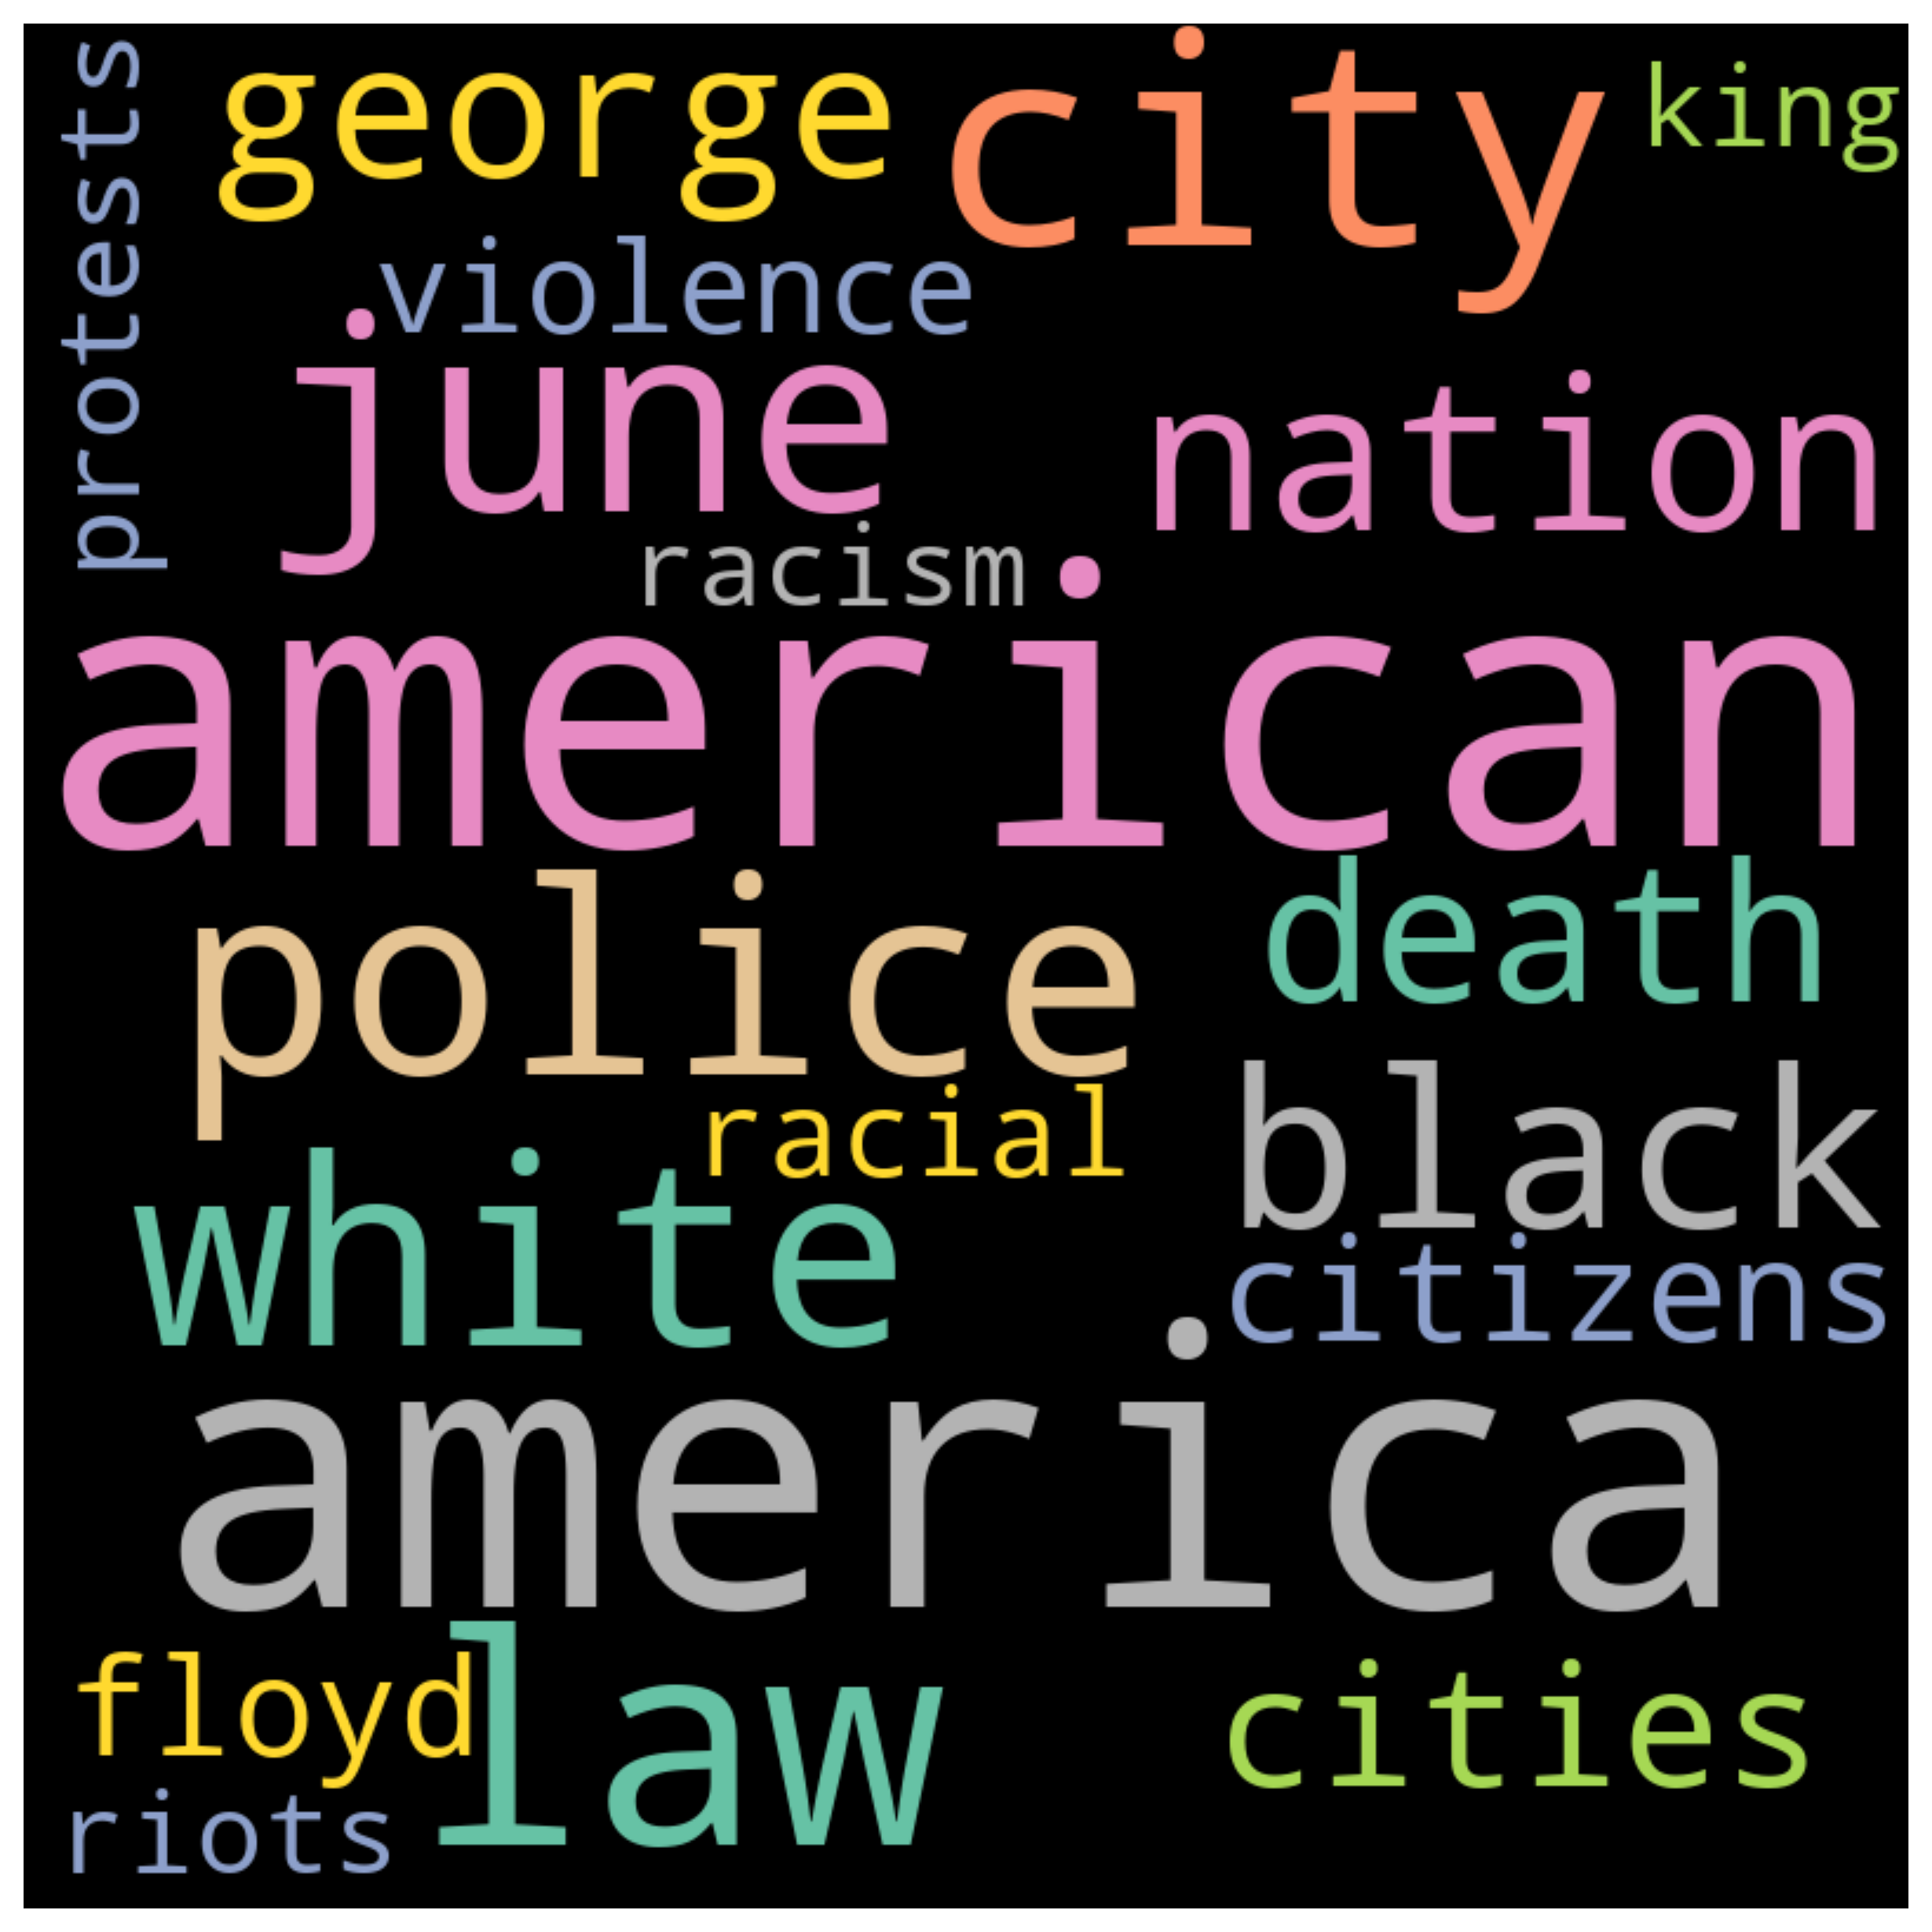 protests
george
city
king
violence
june
nation
racism
american
police
death
racial
black
white
citizens
america
floyd
law
cities
riots